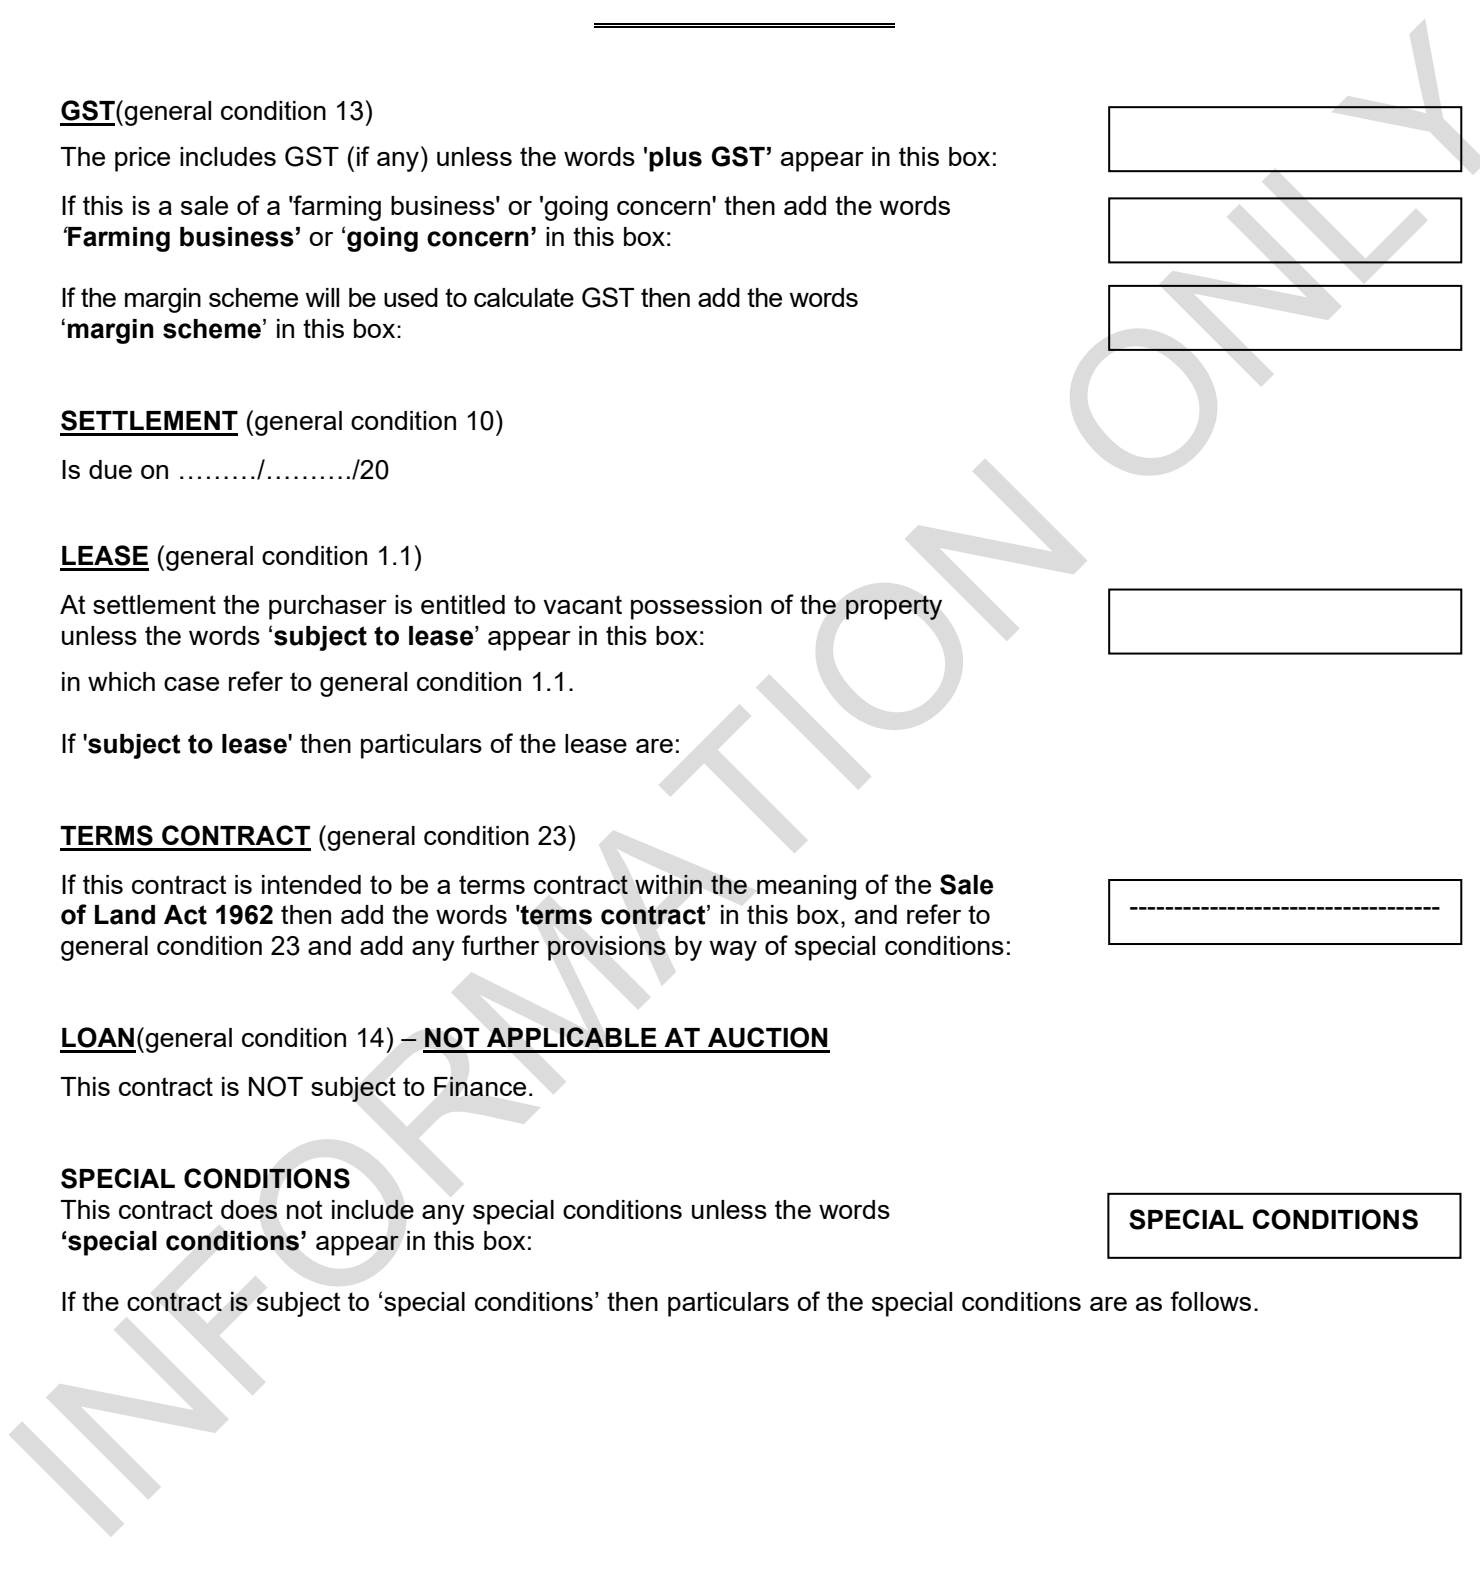 GST(general condition 13)
The price includes GST (if any) unless the words 'plus GST’ appear in this box:
If this is a sale of a 'farming business' or 'going concern' then add the words
‘Farming business’ or ‘going concern’ in this box:
If the margin scheme will be used to calculate GST then add the words
‘margin scheme’ in this box:
SETTLEMENT (general condition 10)
Is due on ………/………./20
LEASE (general condition 1.1)
At settlement the purchaser is entitled to vacant possession of the property
unless the words ‘subject to lease’ appear in this box:
in which case refer to general condition 1.1.
If 'subject to lease' then particulars of the lease are:
TERMS CONTRACT (general condition 23)
If this contract is intended to be a terms contract within the meaning of the Sale
of Land Act 1962 then add the words 'terms contract’ in this box, and refer to
general condition 23 and add any further provisions by way of special conditions:
-----------------------------------
LOAN(general condition 14) – NOT APPLICABLE AT AUCTION
This contract is NOT subject to Finance.
SPECIAL CONDITIONS
This contract does not include any special conditions unless the words
‘special conditions’ appear in this box:
SPECIAL CONDITIONS
If the contract is subject to ‘special conditions’ then particulars of the special conditions are as follows.
INFORMATION ONLY